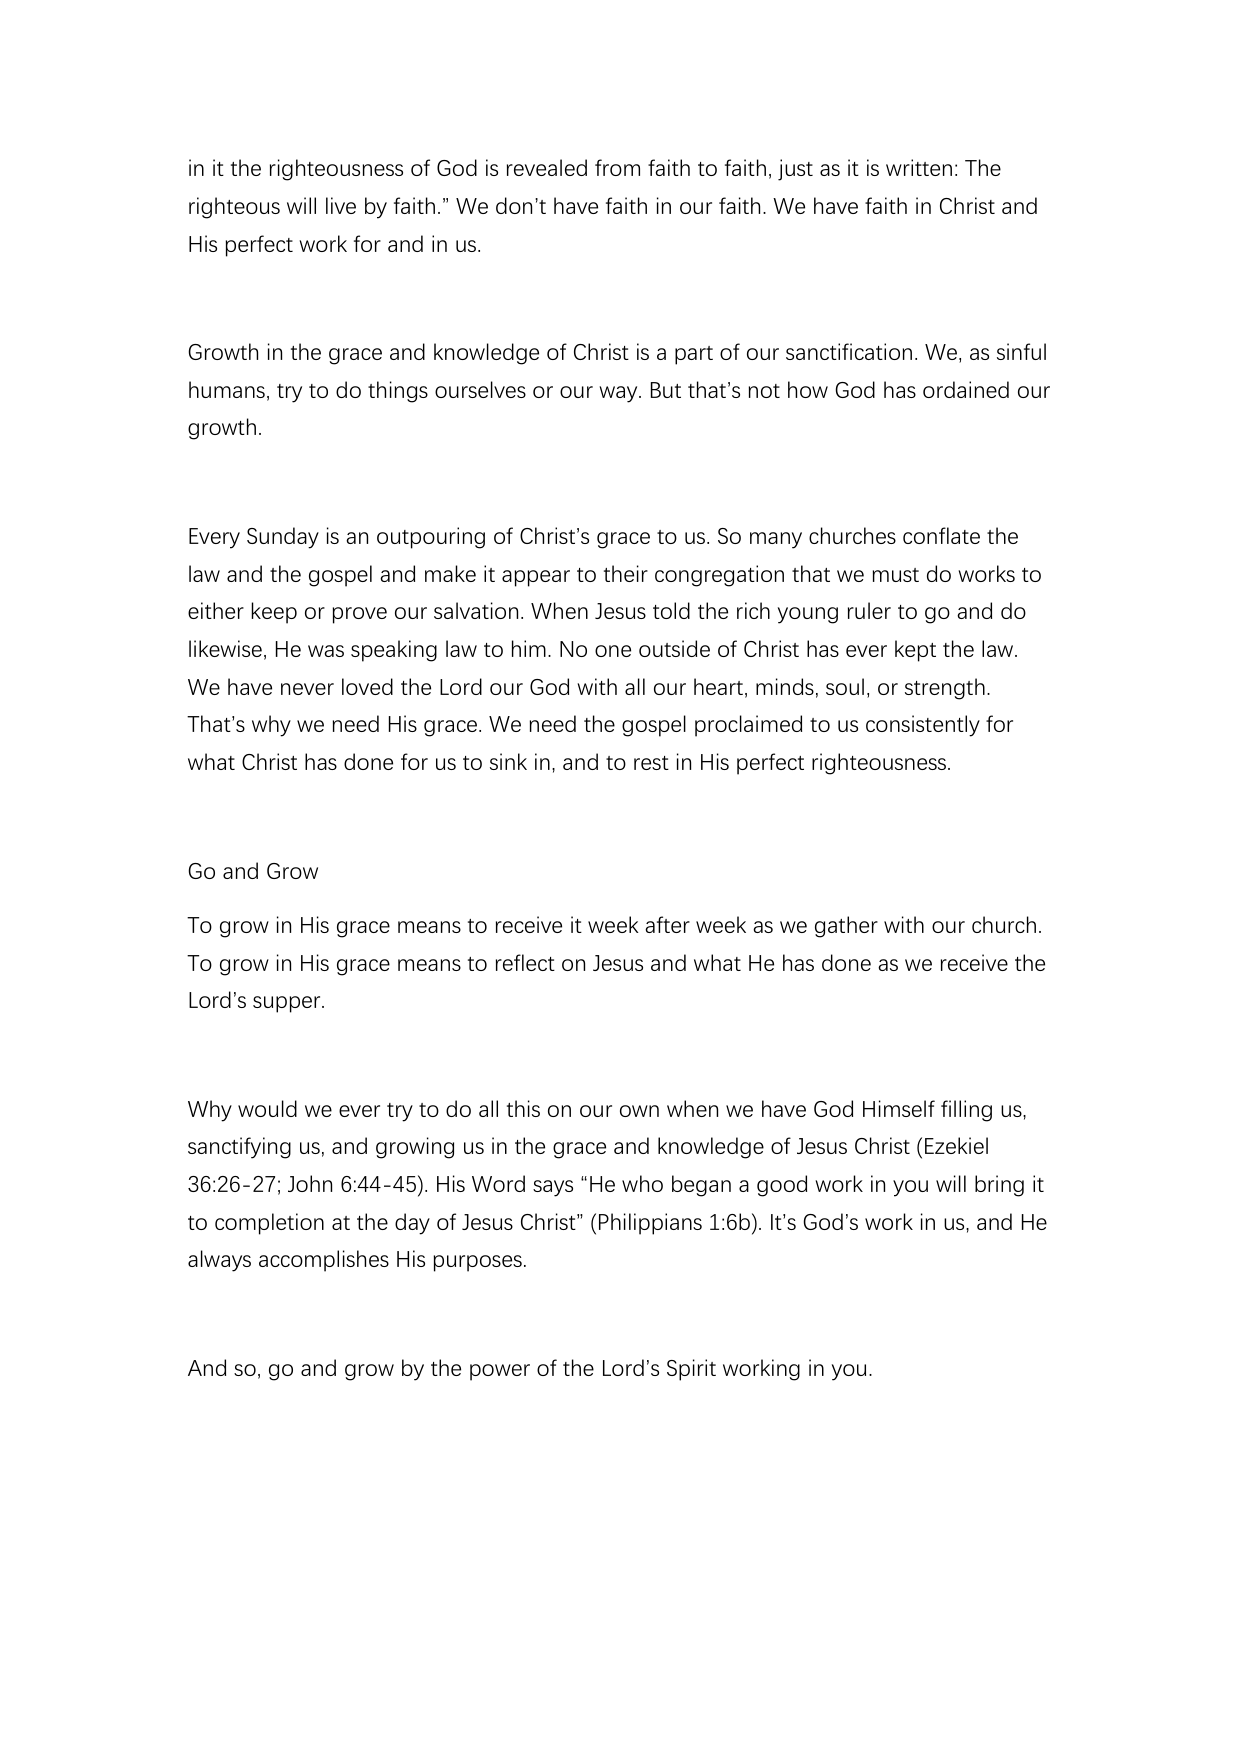 in it the righteousness of God is revealed from faith to faith, just as it is written: The
righteous will live by faith.” We don’t have faith in our faith. We have faith in Christ and
His perfect work for and in us.
Growth in the grace and knowledge of Christ is a part of our sanctification. We, as sinful
humans, try to do things ourselves or our way. But that’s not how God has ordained our
growth.
Every Sunday is an outpouring of Christ’s grace to us. So many churches conflate the
law and the gospel and make it appear to their congregation that we must do works to
either keep or prove our salvation. When Jesus told the rich young ruler to go and do
likewise, He was speaking law to him. No one outside of Christ has ever kept the law.
We have never loved the Lord our God with all our heart, minds, soul, or strength.
That’s why we need His grace. We need the gospel proclaimed to us consistently for
what Christ has done for us to sink in, and to rest in His perfect righteousness.
Go and Grow
To grow in His grace means to receive it week after week as we gather with our church.
To grow in His grace means to reflect on Jesus and what He has done as we receive the
Lord’s supper.
Why would we ever try to do all this on our own when we have God Himself filling us,
sanctifying us, and growing us in the grace and knowledge of Jesus Christ (Ezekiel
36:26-27; John 6:44-45). His Word says “He who began a good work in you will bring it
to completion at the day of Jesus Christ” (Philippians 1:6b). It’s God’s work in us, and He
always accomplishes His purposes.
And so, go and grow by the power of the Lord’s Spirit working in you.